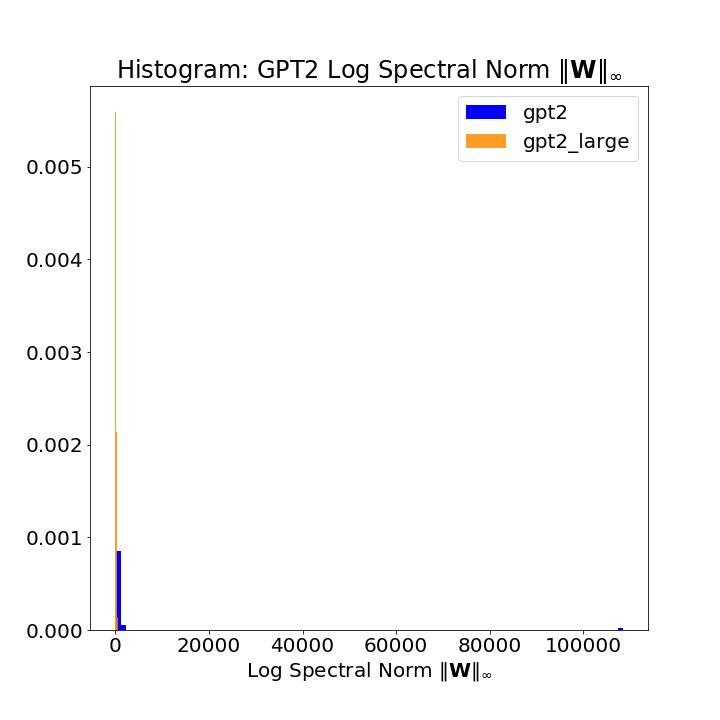 Histogram: GPT2 Log Spectral Norm ‖W‖∞
gpt2
gpt2_large
0.005
0.004
0.003
0.002
0.001
0.000
0 20000 40000 60000 80000 100000
Log Spectral Norm ‖W‖∞